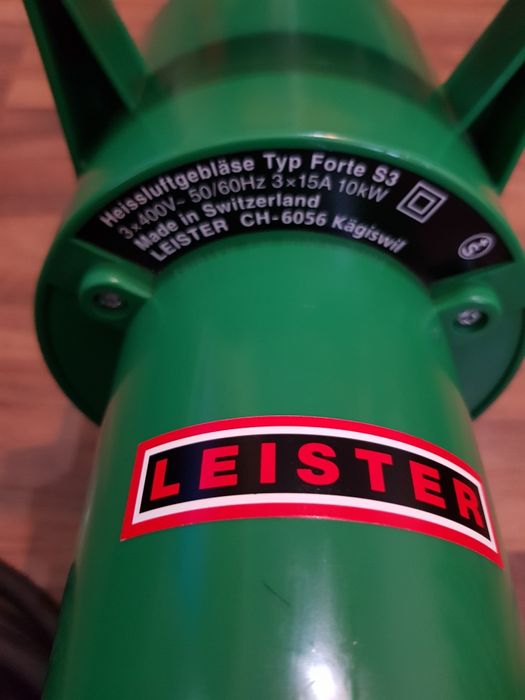 Heissluftgebläse Typ Forte S3
3×400V~ 50/60Hz 3×15A 10kW
Made in Switzerland
LEISTER CH-6056 Kägiswil
S
LEISTER